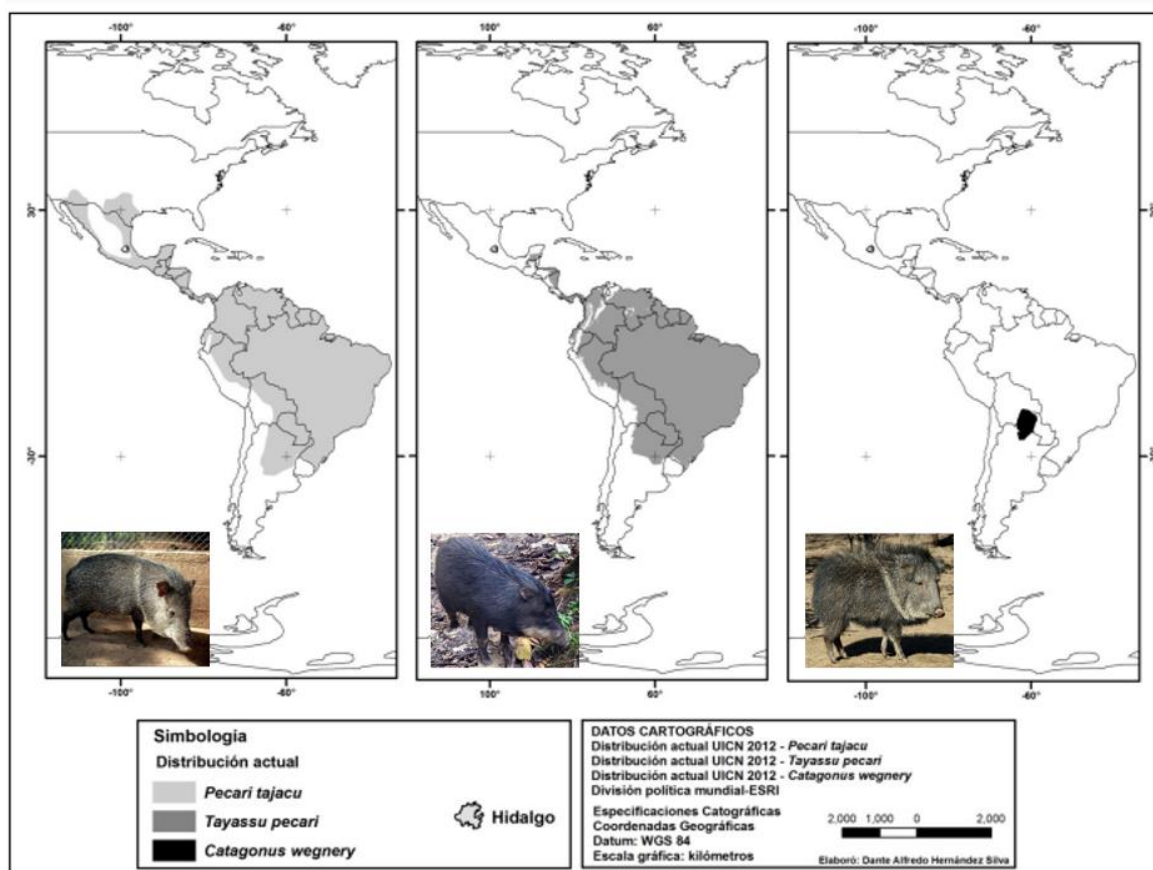 -100° -60° -100° -60° -100° -60°
30° 30°
-30° -30°
-100° -60° 100° 60° -100° -60°
Simbología
Distribución actual
Pecari tajacu
Tayassu pecari
Catagonus wegnery
Hidalgo
DATOS CARTOGRÁFICOS
Distribución actual UICN 2012 - Pecari tajacu
Distribución actual UICN 2012 - Tayassu pecari
Distribución actual UICN 2012 - Catagonus wegnery
División política mundial-ESRI
Especificaciones Catográficas
Coordenadas Geográficas
Datum: WGS 84
Escala gráfica: kilómetros
2,000 1,000 0 2,000
Elaboró: Dante Alfredo Hernández Silva